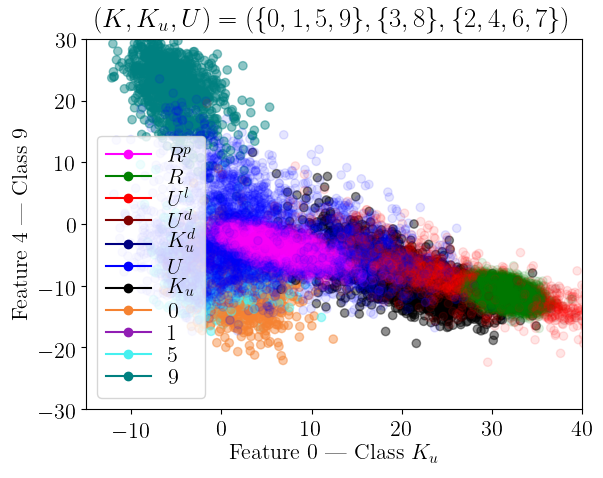 (K, K_u, U) = ({0, 1, 5, 9}, {3, 8}, {2, 4, 6, 7})
30
20
10
0
−10
−20
−30
Feature 4 — Class 9
R^p
R
U^l
U^d
K_u^d
U
K_u
0
1
5
9
−10 0 10 20 30 40
Feature 0 — Class K_u